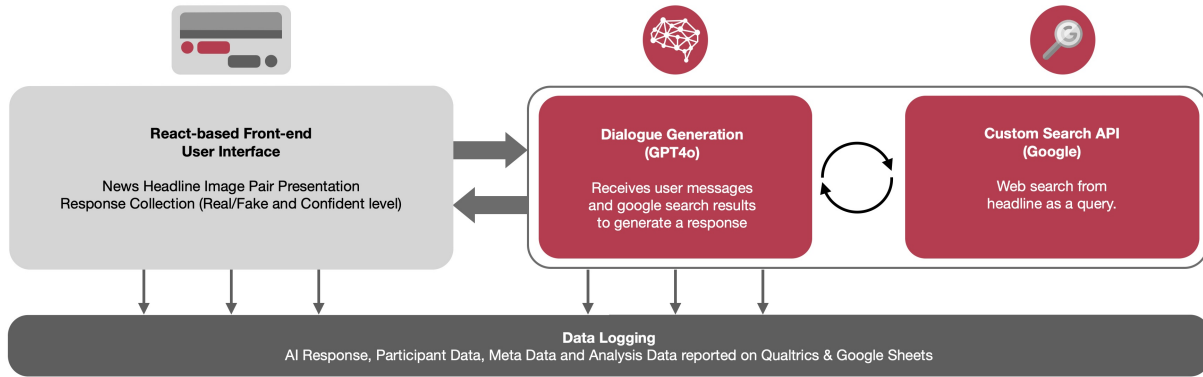 React-based Front-end
User Interface
News Headline Image Pair Presentation
Response Collection (Real/Fake and Confident level)
Dialogue Generation
(GPT4o)
Receives user messages
and google search results
to generate a response
G
Custom Search API
(Google)
Web search from
headline as a query.
Data Logging
AI Response, Participant Data, Meta Data and Analysis Data reported on Qualtrics & Google Sheets